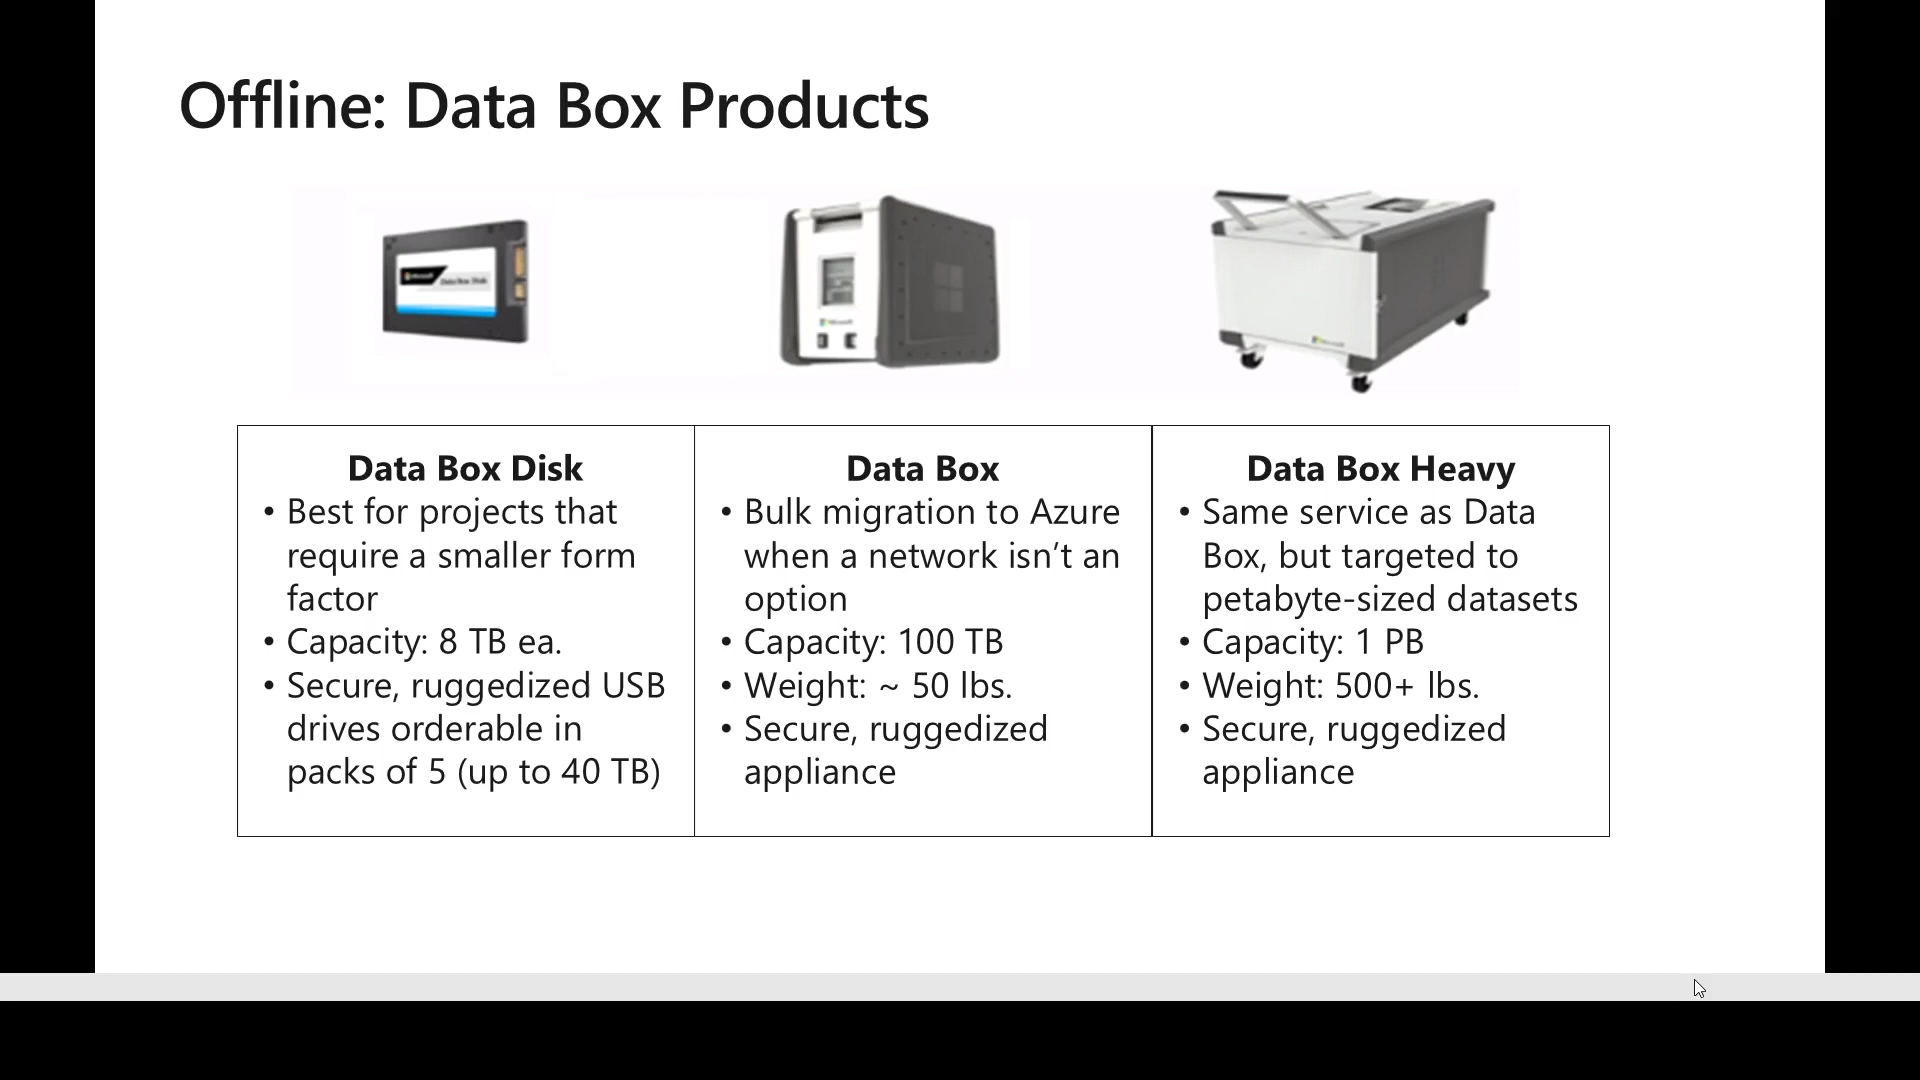 Offline: Data Box Products
Data Box Disk
Data Box Disk
• Best for projects that
require a smaller form
factor
• Capacity: 8 TB ea.
• Secure, ruggedized USB
drives orderable in
packs of 5 (up to 40 TB)
Data Box
• Bulk migration to Azure
when a network isn’t an
option
• Capacity: 100 TB
• Weight: ~ 50 lbs.
• Secure, ruggedized
appliance
Data Box Heavy
• Same service as Data
Box, but targeted to
petabyte-sized datasets
• Capacity: 1 PB
• Weight: 500+ lbs.
• Secure, ruggedized
appliance